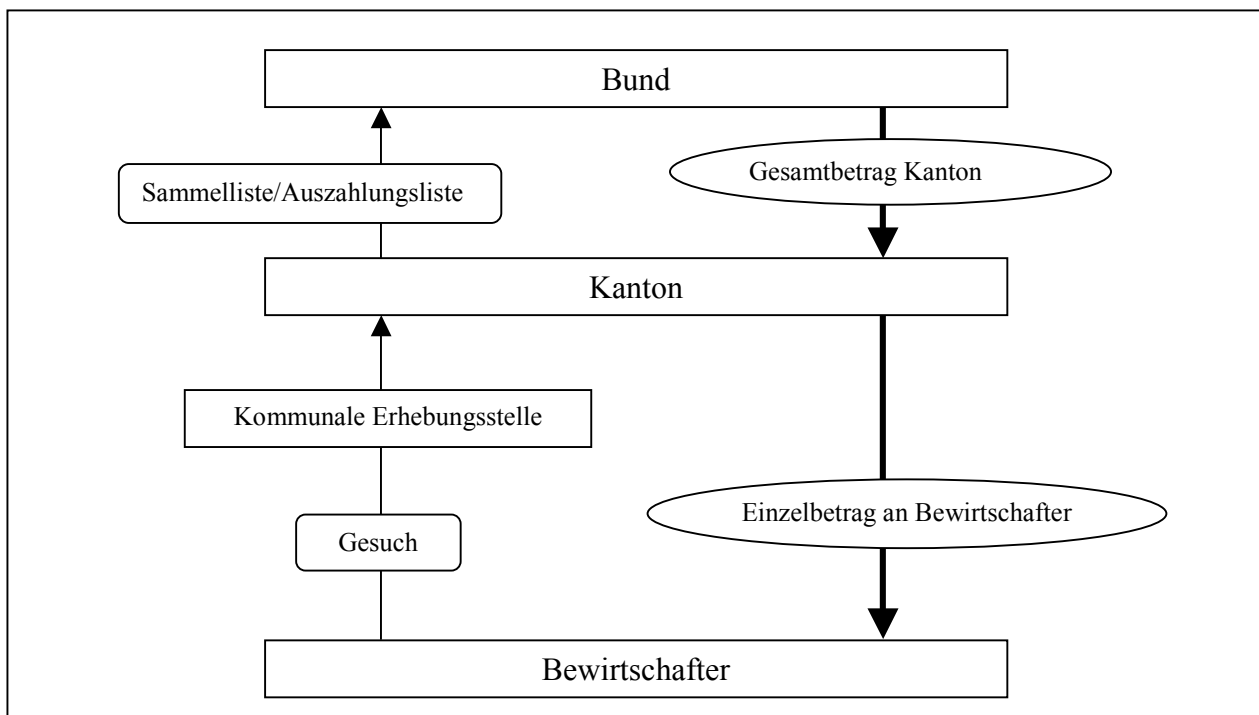 Bund
Sammelliste/Auszahlungsliste
Gesamtbetrag Kanton
Kanton
Kommunale Erhebungsstelle
Einzelbetrag an Bewirtschafter
Gesuch
Bewirtschafter